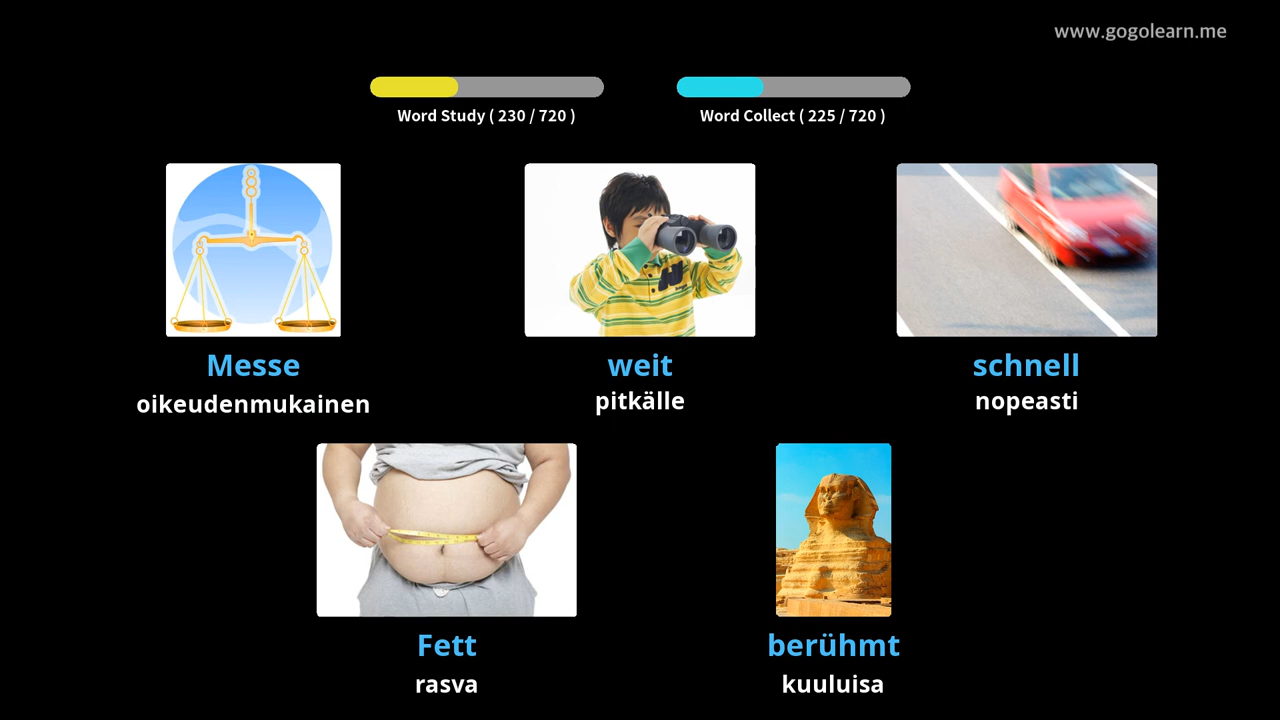 www.gogolearn.me
Word Study ( 230 / 720 )
Word Collect ( 225 / 720 )
Messe
oikeudenmukainen
weit
pitkälle
schnell
nopeasti
Fett
rasva
berühmt
kuuluisa